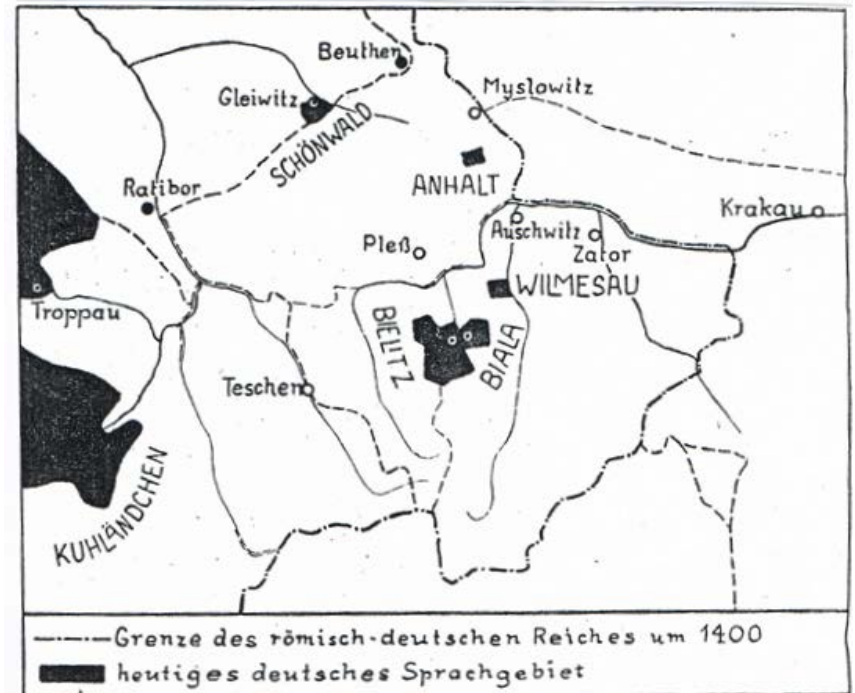 Beuthen
Gleiwitz
Myslowitz
SCHÖNWALD
ANHALT
Ratibor
Krakau
Auschwitz
Pleß
Zator
WILMESAU
Troppau
BIELITZ
BIALA
Teschen
KUHLÄNDCHEN
Grenze des römisch-deutschen Reiches um 1400
heutiges deutsches Sprachgebiet